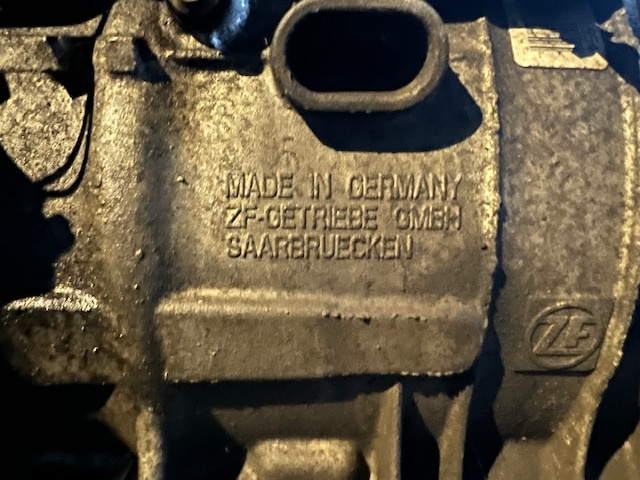 MADE IN GERMANY
ZF-GETRIEBE GMBH
SAARBRUECKEN
ZF